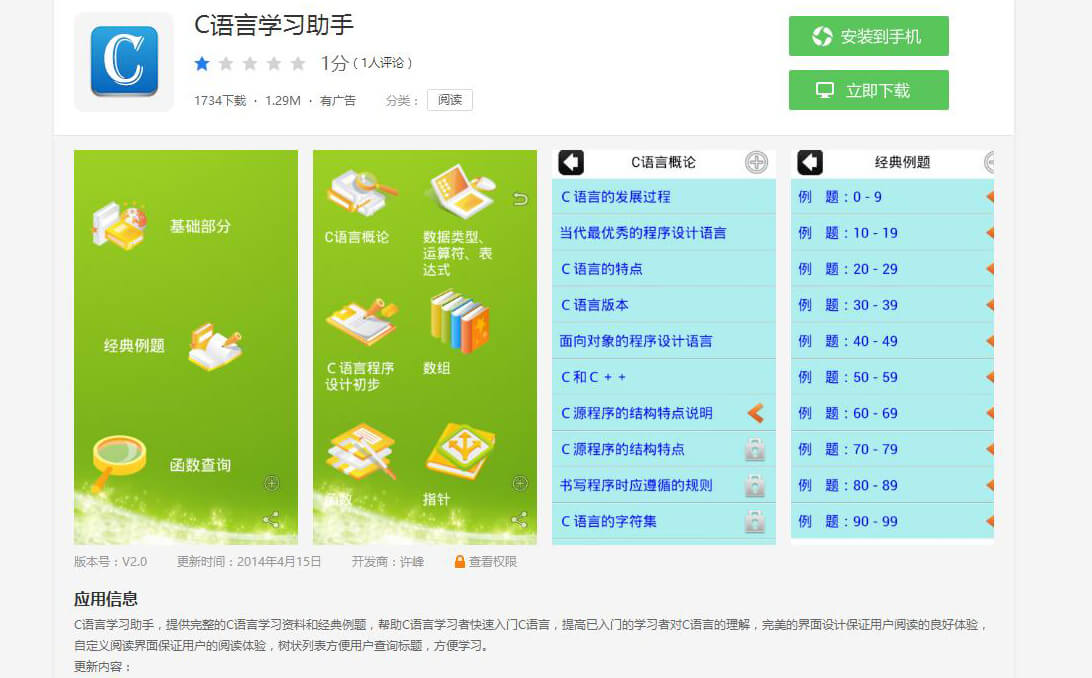 C
C语言学习助手
1分 ( 1人评论 )
1734下载 · 1.29M · 有广告 分类： 阅读
安装到手机
立即下载
基础部分
经典例题
函数查询
C语言概论
数据类型、
运算符、表
达式
C 语言程序
设计初步
数组
函数
指针
C语言概论
C 语言的发展过程
当代最优秀的程序设计语言
C 语言的特点
C 语言版本
面向对象的程序设计语言
C 和 C + +
C 源程序的结构特点说明
C 源程序的结构特点
书写程序时应遵循的规则
C 语言的字符集
经典例题
例 题：0 - 9
例 题：10 - 19
例 题：20 - 29
例 题：30 - 39
例 题：40 - 49
例 题：50 - 59
例 题：60 - 69
例 题：70 - 79
例 题：80 - 89
例 题：90 - 99
版本号：V2.0 更新时间：2014年4月15日 开发商：许峰 查看权限
应用信息
C语言学习助手，提供完整的C语言学习资料和经典例题，帮助C语言学习者快速入门C语言，提高已入门的学习者对C语言的理解，完美的界面设计保证用户阅读的良好体验，
自定义阅读界面保证用户的阅读体验，树状列表方便用户查询标题，方便学习。
更新内容：